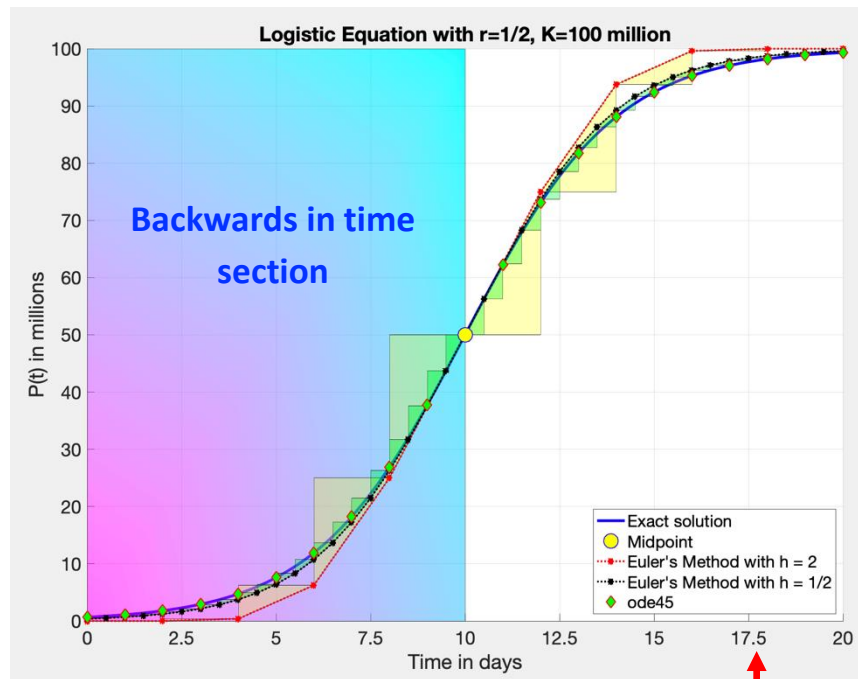 Logistic Equation with r=1/2, K=100 million
100
90
80
70
60
50
40
30
20
10
0
P(t) in millions
Backwards in time
section
Exact solution
Midpoint
Euler's Method with h = 2
Euler's Method with h = 1/2
ode45
0 2.5 5 7.5 10 12.5 15 17.5 20
Time in days